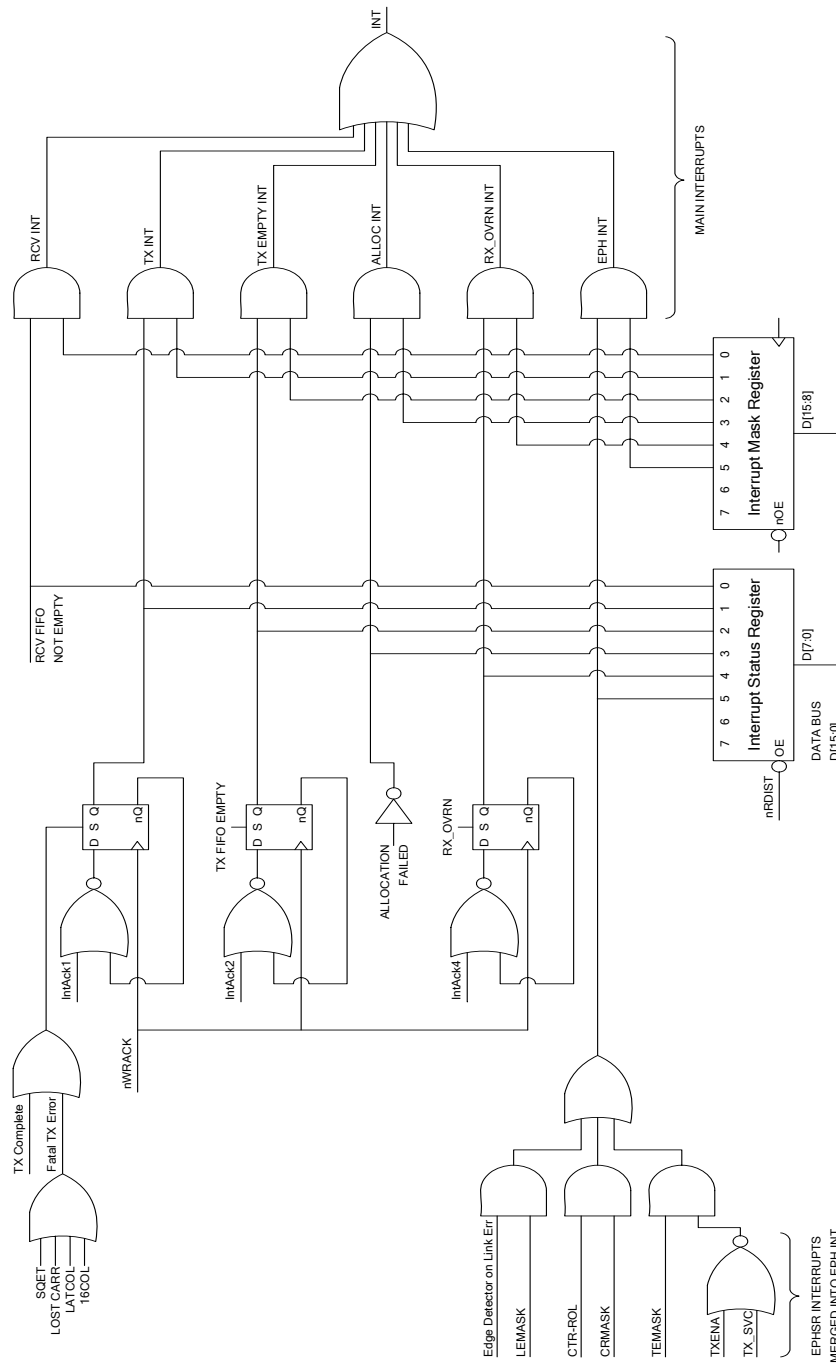 INT
RCV INT
TX INT
TX EMPTY INT
ALLOC INT
RX_OVRN INT
EPH INT
MAIN INTERRUPTS
RCV FIFO
NOT EMPTY
0
1
2
3
4
5
6
7
Interrupt Mask Register
nOE
D[15:8]
0
1
2
3
4
5
6
7
Interrupt Status Register
OE
nRDIST
D[7:0]
DATA BUS
D[15:0]
D S Q
nQ
IntAck1
TX FIFO EMPTY
D S Q
nQ
IntAck2
ALLOCATION
FAILED
RX_OVRN
D S Q
nQ
IntAck4
nWRACK
TX Complete
Fatal TX Error
SQET
LOST CARR
LATCOL
16COL
Edge Detector on Link Err
LEMASK
CTR-ROL
CRMASK
TEMASK
TXENA
TX_SVC
EPHSR INTERRUPTS
MERGED INTO EPH INT